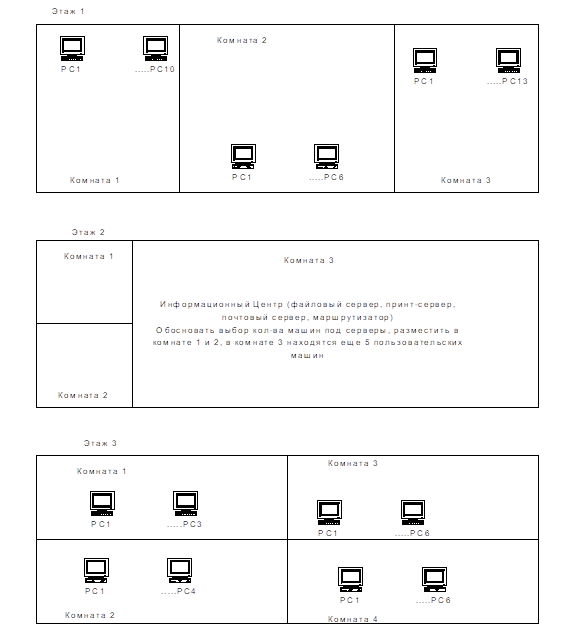 Этаж 1
Комната 1
PC1 .....PC10
Комната 2
PC1 .....PC6
Комната 3
PC1 .....PC13
Этаж 2
Комната 1
Комната 2
Комната 3
Информационный Центр (файловый сервер, принт-сервер,
почтовый сервер, маршрутизатор)
Обосновать выбор кол-ва машин под серверы, разместить в
комнате 1 и 2, в комнате 3 находятся еще 5 пользовательских
машин
Этаж 3
Комната 1
PC1 .....PC3
Комната 3
PC1 .....PC6
PC1 .....PC4
Комната 2
PC1 .....PC6
Комната 4